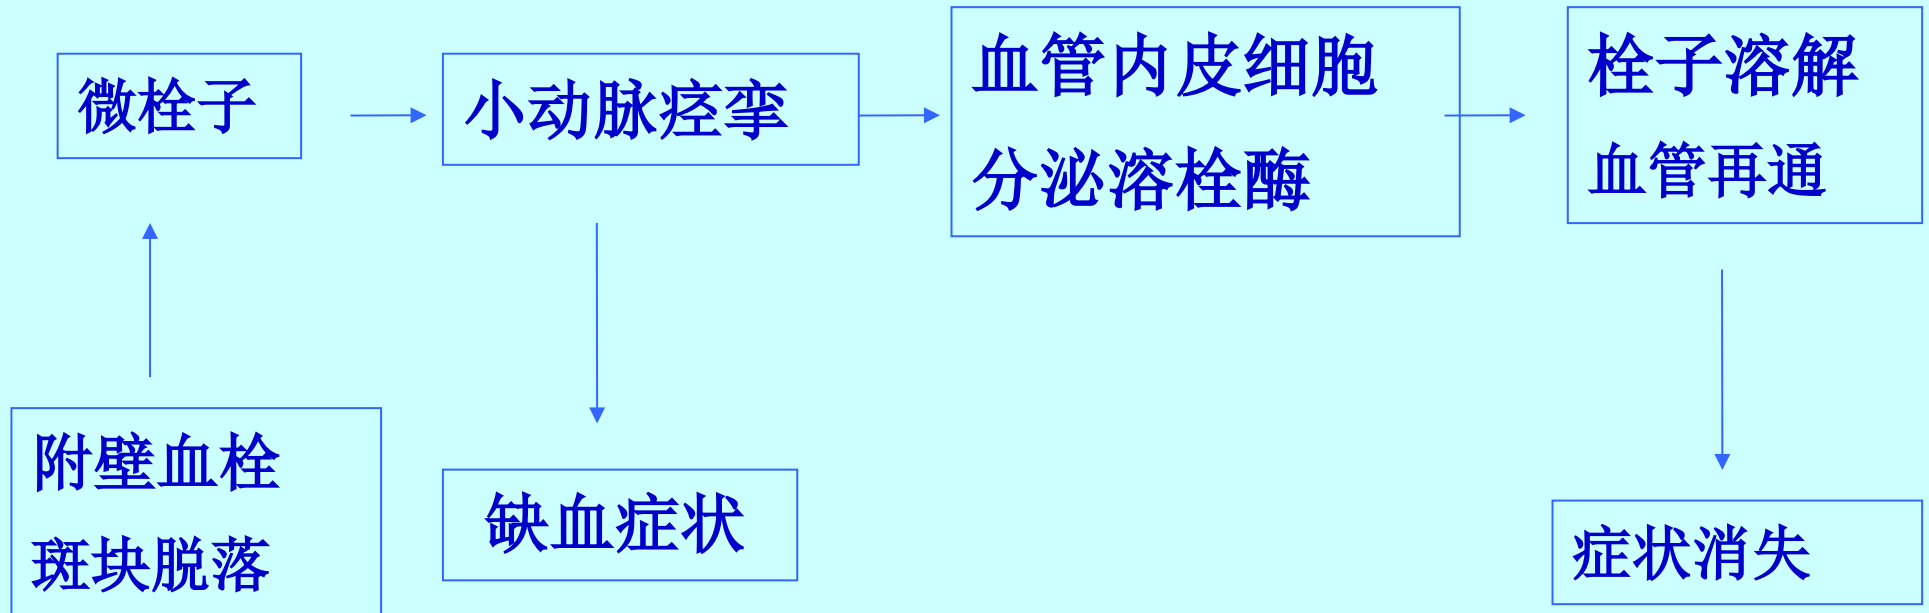 微栓子
小动脉痉挛
血管内皮细胞
分泌溶栓酶
栓子溶解
血管再通
附壁血栓
斑块脱落
缺血症状
症状消失